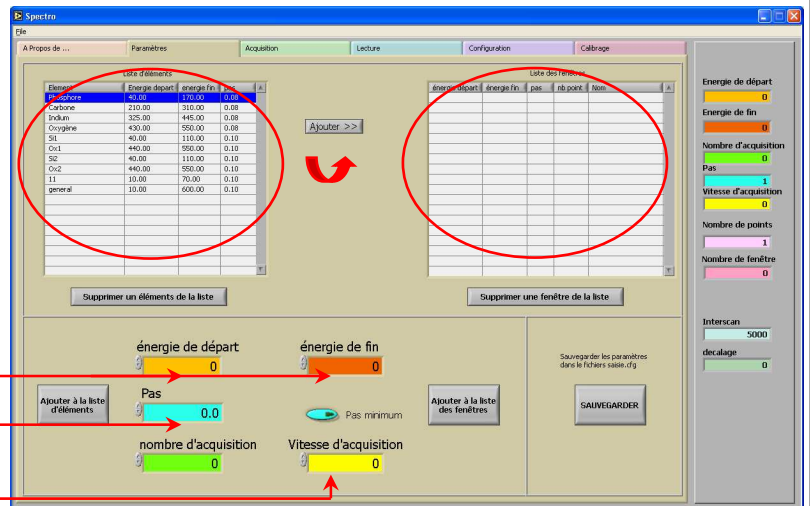 Spectro
File
A Propos de ... Paramètres Acquisition Lecture Configuration Calibrage
Liste d'éléments
Element Energie depart energie fin pas
Phosphore 40.00 170.00 0.08
Carbone 210.00 310.00 0.08
Indium 325.00 445.00 0.08
Oxygène 430.00 550.00 0.08
Si1 40.00 110.00 0.10
Ox1 440.00 550.00 0.10
Si2 40.00 110.00 0.10
Ox2 440.00 550.00 0.10
11 10.00 70.00 0.10
general 10.00 600.00 0.10
Supprimer un éléments de la liste
Ajouter >>
Liste des fenêtres
énergie départ énergie fin pas nb point Nom
Supprimer une fenêtre de la liste
énergie de départ
0
énergie de fin
0
Ajouter à la liste
d'éléments
Pas
0.0
Pas minimum
Ajouter à la liste
des fenêtres
nombre d'acquisition
0
Vitesse d'acquisition
0
Sauvegarder les paramètres
dans le fichiers saisie.cfg
SAUVEGARDER
Energie de départ
0
Energie de fin
0
Nombre d'acquisition
0
Pas
1
Vitesse d'acquisition
0
Nombre de points
1
Nombre de fenêtre
0
Interscan
5000
decalage
0